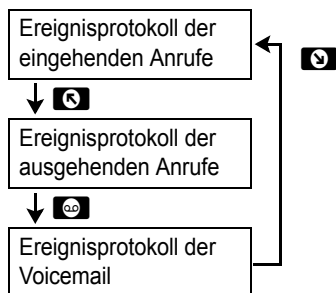 Ereignisprotokoll der
eingehenden Anrufe
Ereignisprotokoll der
ausgehenden Anrufe
Ereignisprotokoll der
Voicemail